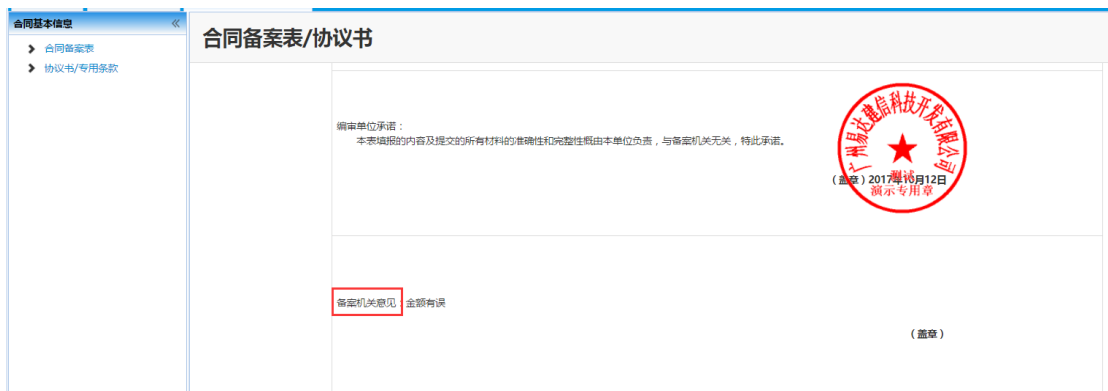 合同基本信息
合同备案表
协议书/专用条款
合同备案表/协议书
编审单位承诺：
本表填报的内容及提交的所有材料的准确性和完整性概由本单位负责，与备案机关无关，特此承诺。
广州易达建信科技开发有限公司
（盖章）2017年10月12日
测试
演示专用章
备案机关意见：金额有误
（盖章）